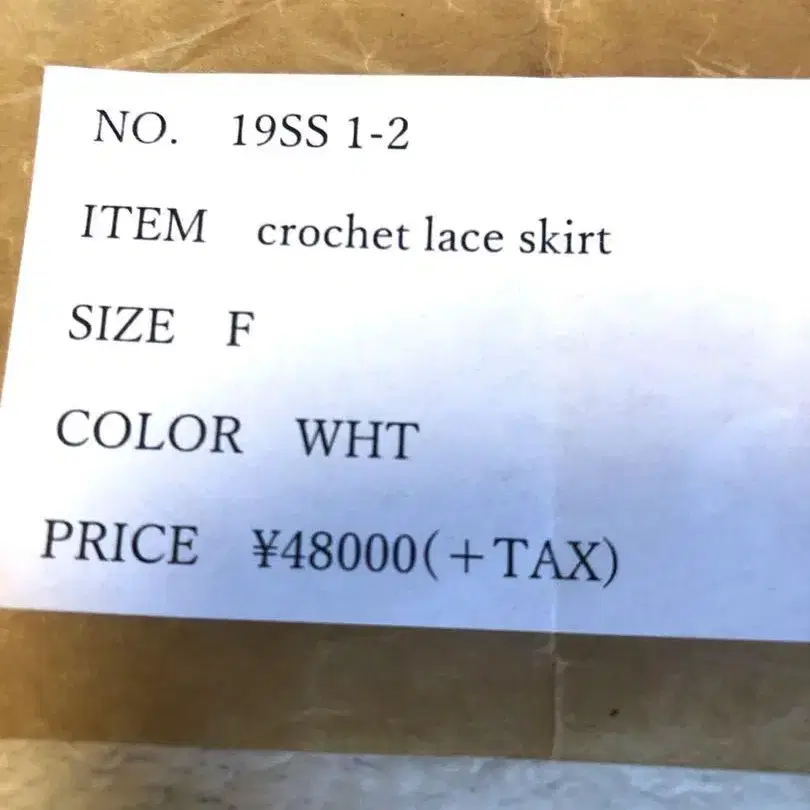 NO. 19SS 1-2
ITEM crochet lace skirt
SIZE F
COLOR WHT
PRICE ¥48000(+TAX)